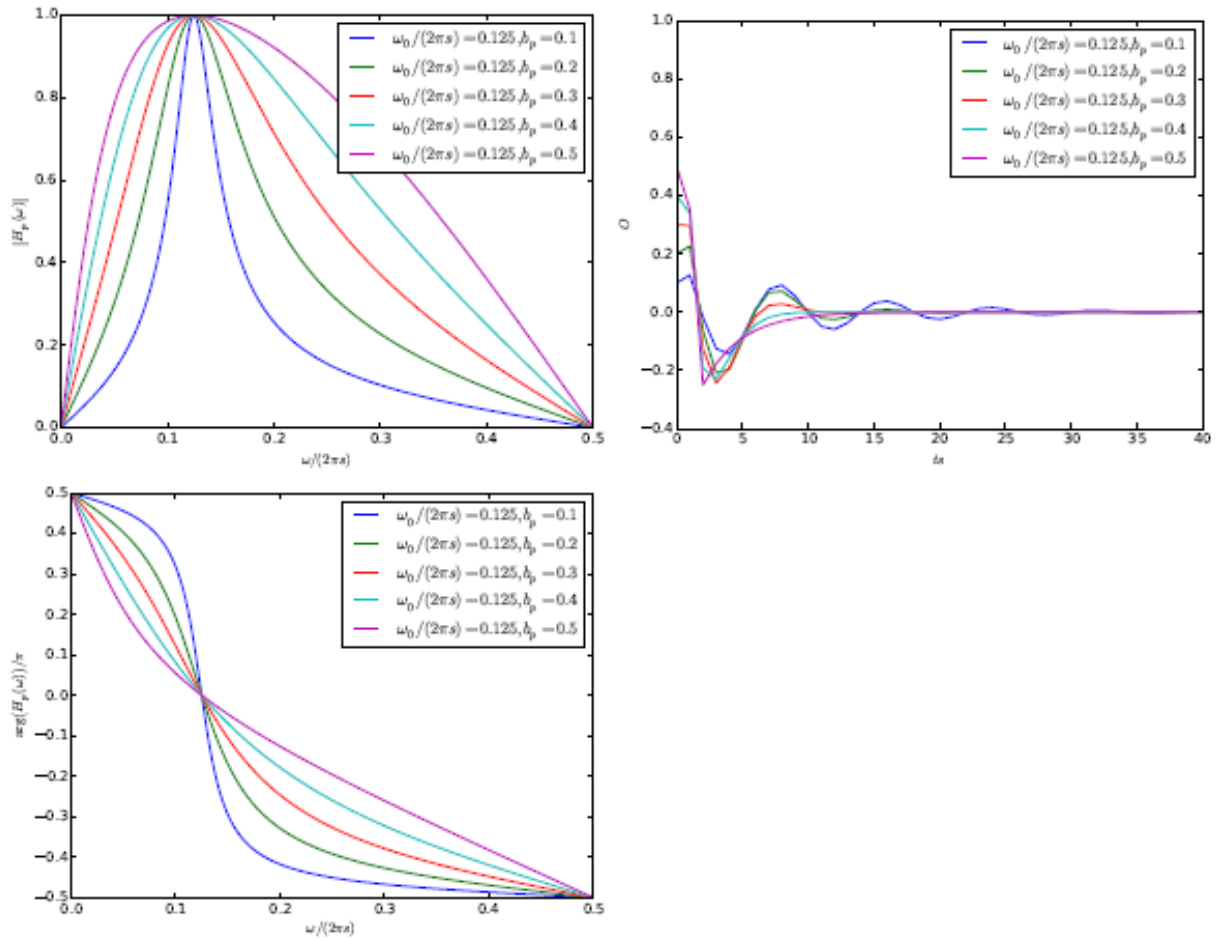 1.0
0.8
0.6
0.4
0.2
0.0
|H_p(ω)|
0.0 0.1 0.2 0.3 0.4 0.5
ω/(2πs)
ω_0/(2πs)=0.125,b_p=0.1
ω_0/(2πs)=0.125,b_p=0.2
ω_0/(2πs)=0.125,b_p=0.3
ω_0/(2πs)=0.125,b_p=0.4
ω_0/(2πs)=0.125,b_p=0.5
1.0
0.8
0.6
0.4
0.2
0.0
−0.2
−0.4
O
0 5 10 15 20 25 30 35 40
ts
ω_0/(2πs)=0.125,b_p=0.1
ω_0/(2πs)=0.125,b_p=0.2
ω_0/(2πs)=0.125,b_p=0.3
ω_0/(2πs)=0.125,b_p=0.4
ω_0/(2πs)=0.125,b_p=0.5
0.5
0.4
0.3
0.2
0.1
0.0
−0.1
−0.2
−0.3
−0.4
−0.5
arg(H_p(ω))/π
0.0 0.1 0.2 0.3 0.4 0.5
ω/(2πs)
ω_0/(2πs)=0.125,b_p=0.1
ω_0/(2πs)=0.125,b_p=0.2
ω_0/(2πs)=0.125,b_p=0.3
ω_0/(2πs)=0.125,b_p=0.4
ω_0/(2πs)=0.125,b_p=0.5